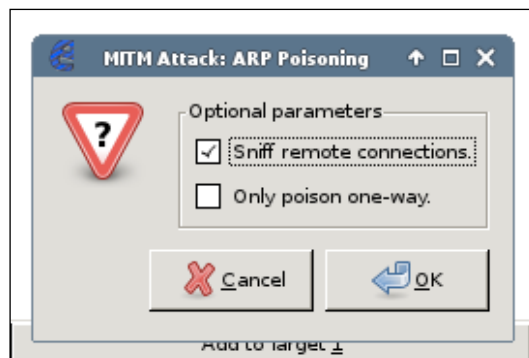 MITM Attack: ARP Poisoning
?
Optional parameters
Sniff remote connections.
Only poison one-way.
Cancel
OK
Add to Target 1